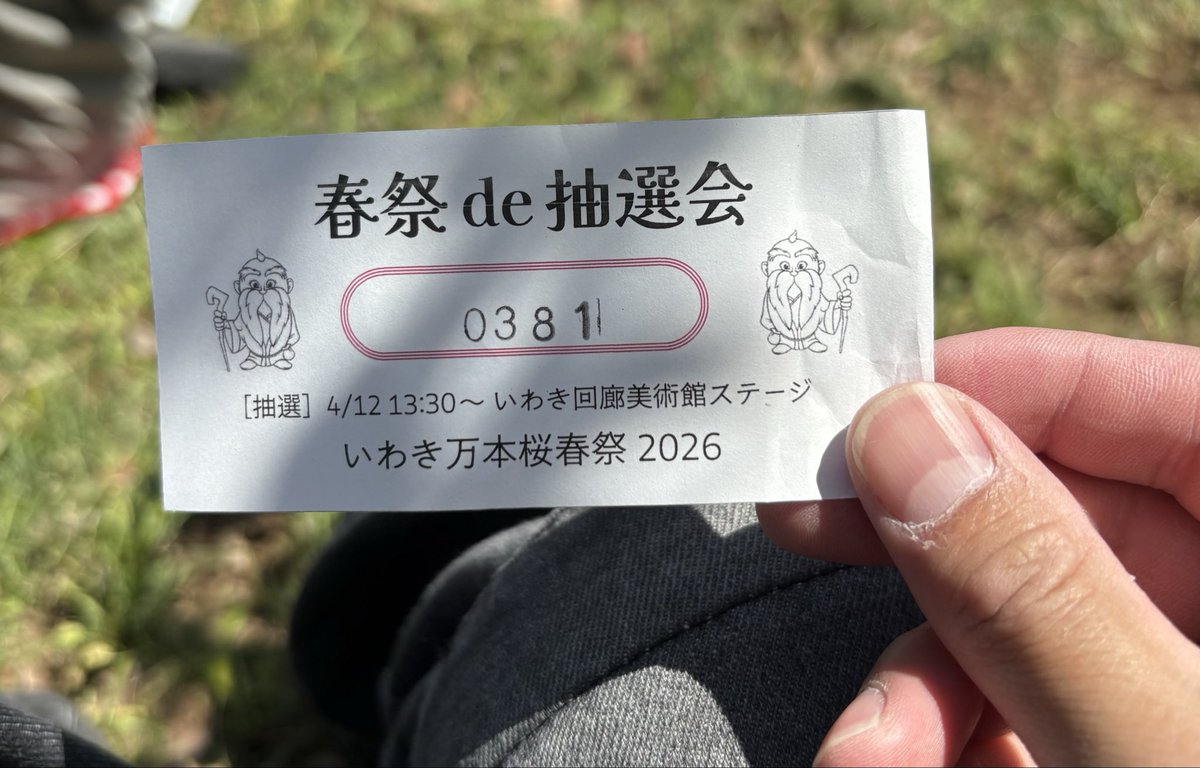 春祭 de 抽選会
0381
［抽選］4/12 13:30～ いわき回廊美術館ステージ
いわき万本桜春祭 2026